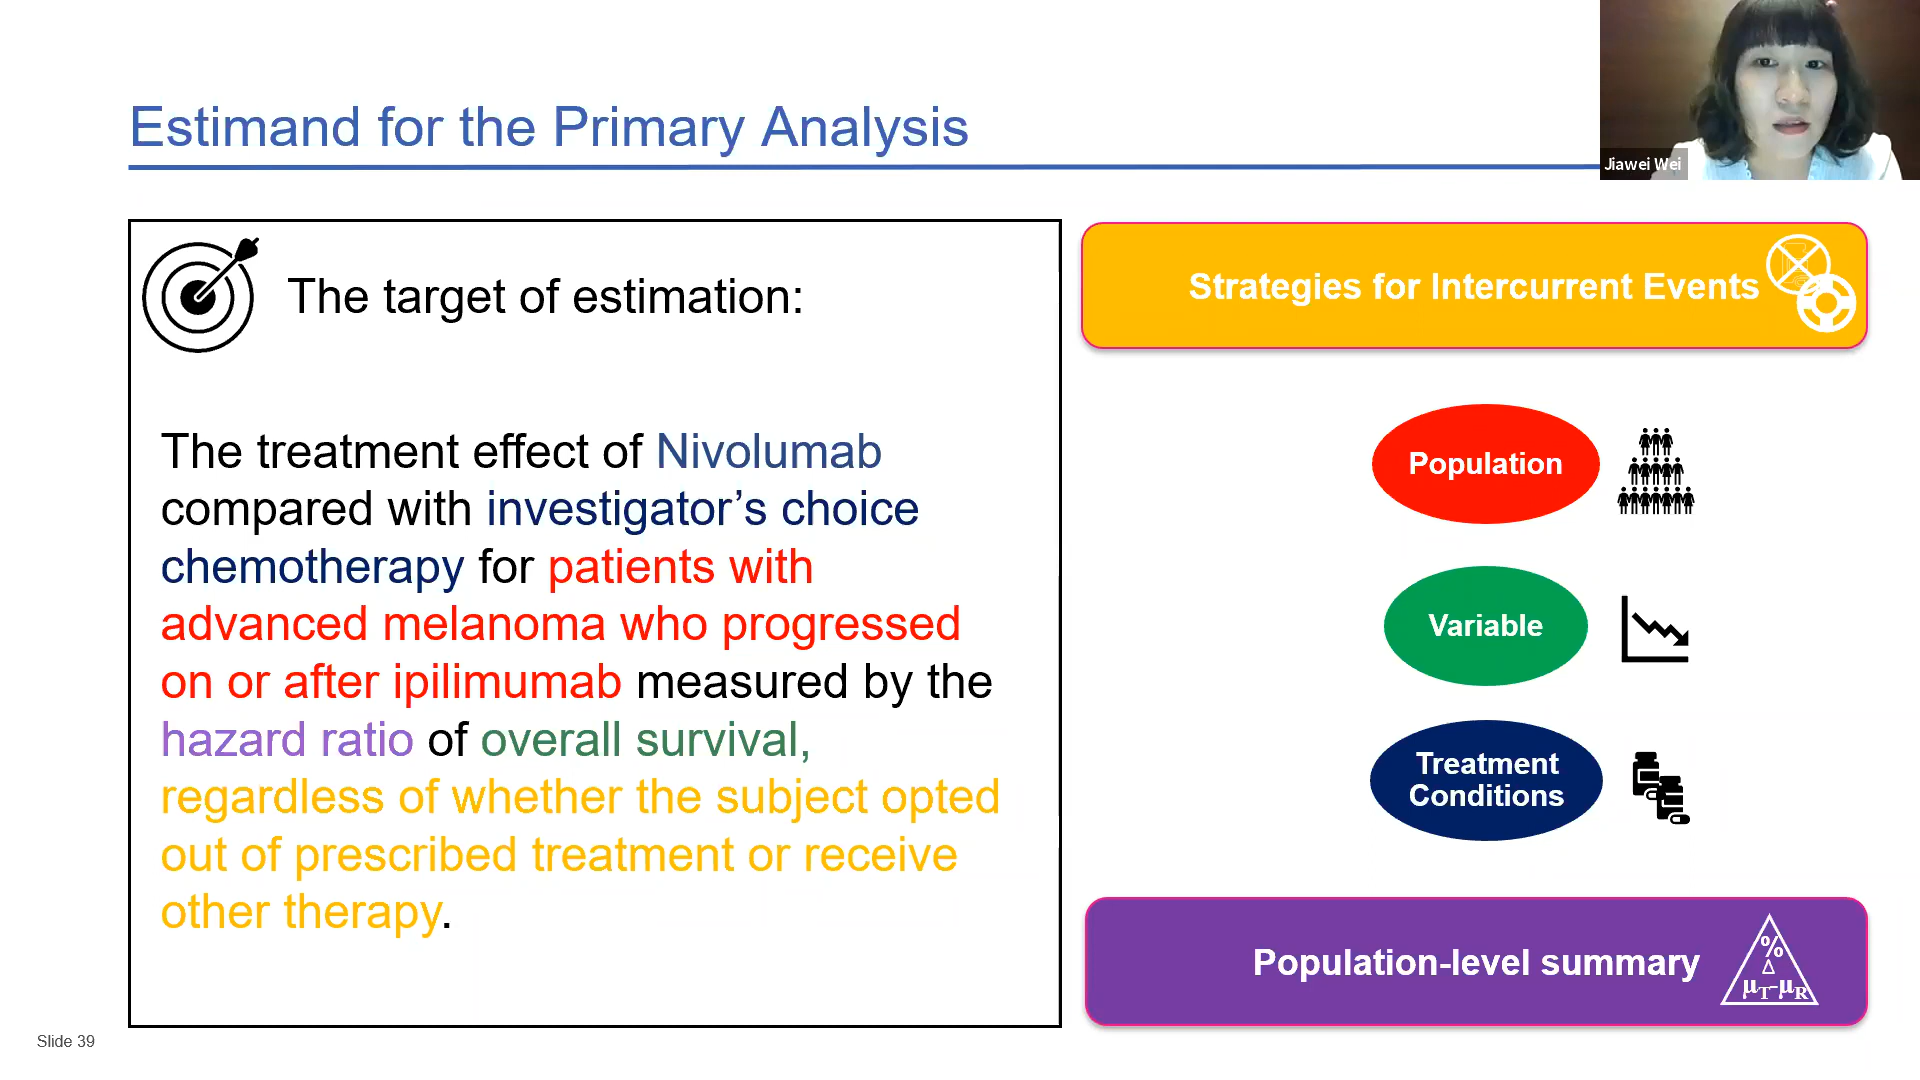 Estimand for the Primary Analysis
Jiawei Wei
The target of estimation:
The treatment effect of Nivolumab
compared with investigator’s choice
chemotherapy for patients with
advanced melanoma who progressed
on or after ipilimumab measured by the
hazard ratio of overall survival,
regardless of whether the subject opted
out of prescribed treatment or receive
other therapy.
Strategies for Intercurrent Events
Population
Variable
Treatment
Conditions
Population-level summary
%
Δ
μT-μR
Slide 39